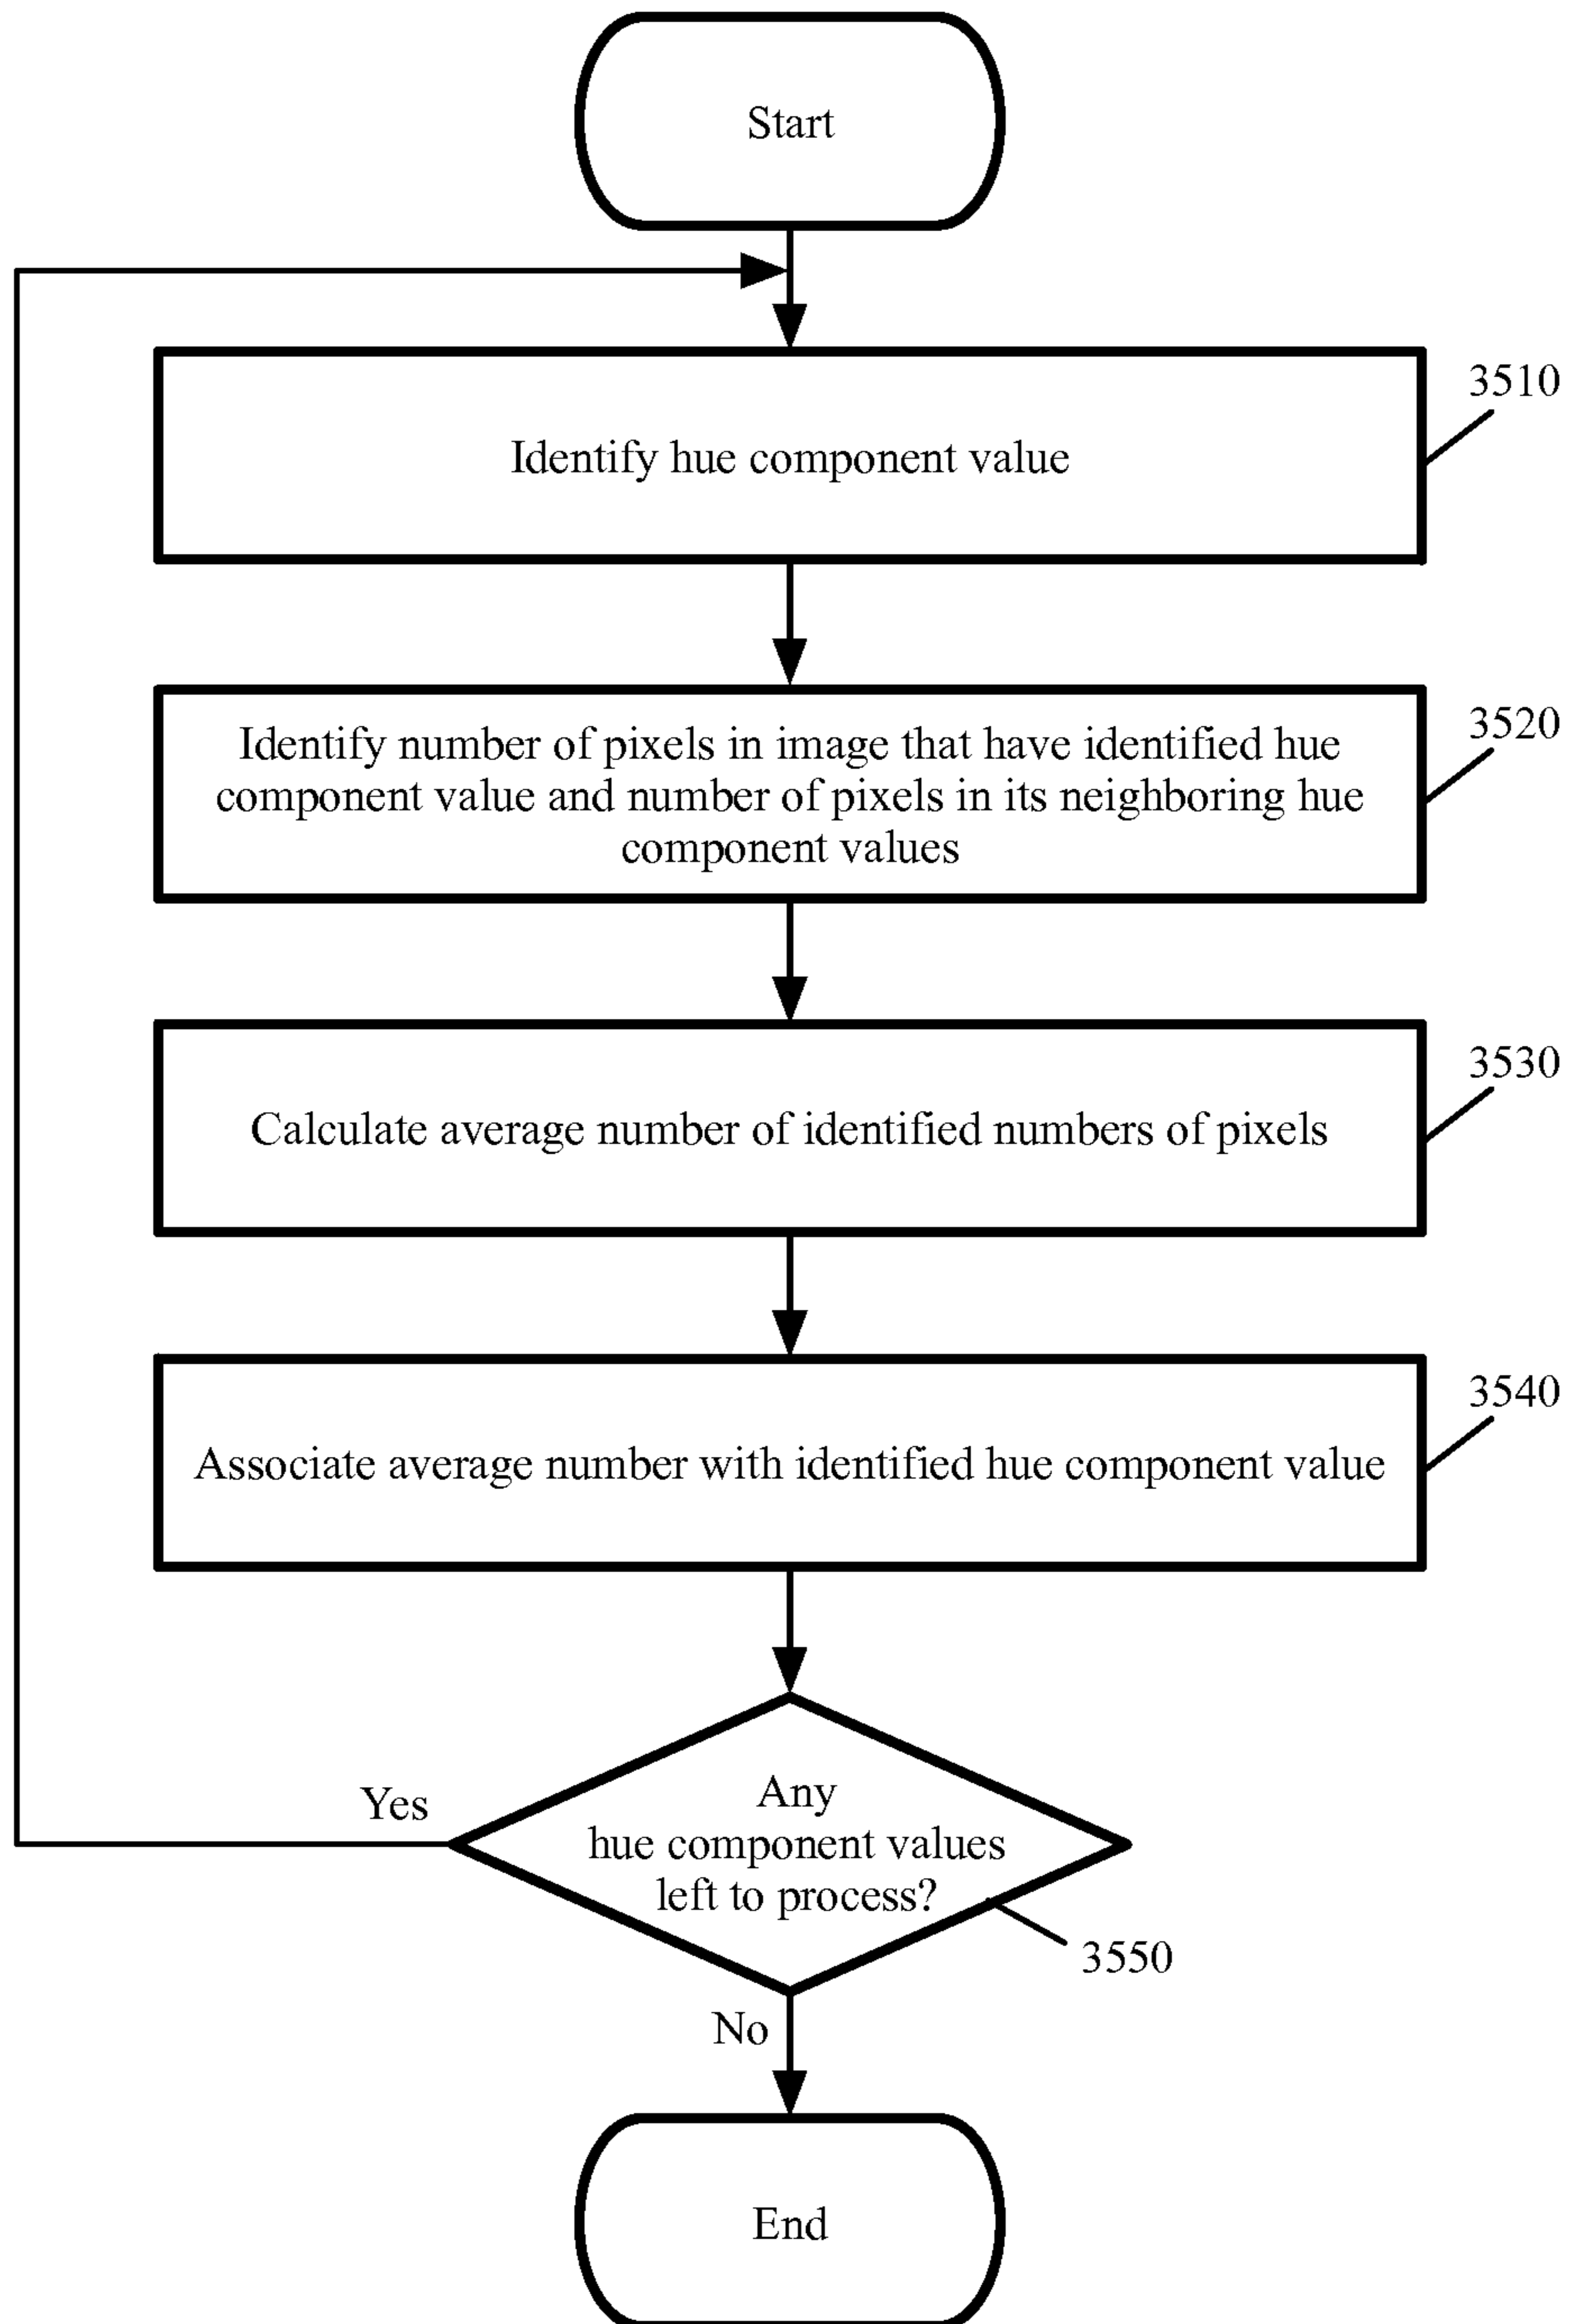 Start
3510
Identify hue component value
3520
Identify number of pixels in image that have identified hue
component value and number of pixels in its neighboring hue
component values
3530
Calculate average number of identified numbers of pixels
3540
Associate average number with identified hue component value
Yes
Any
hue component values
left to process?
3550
No
End